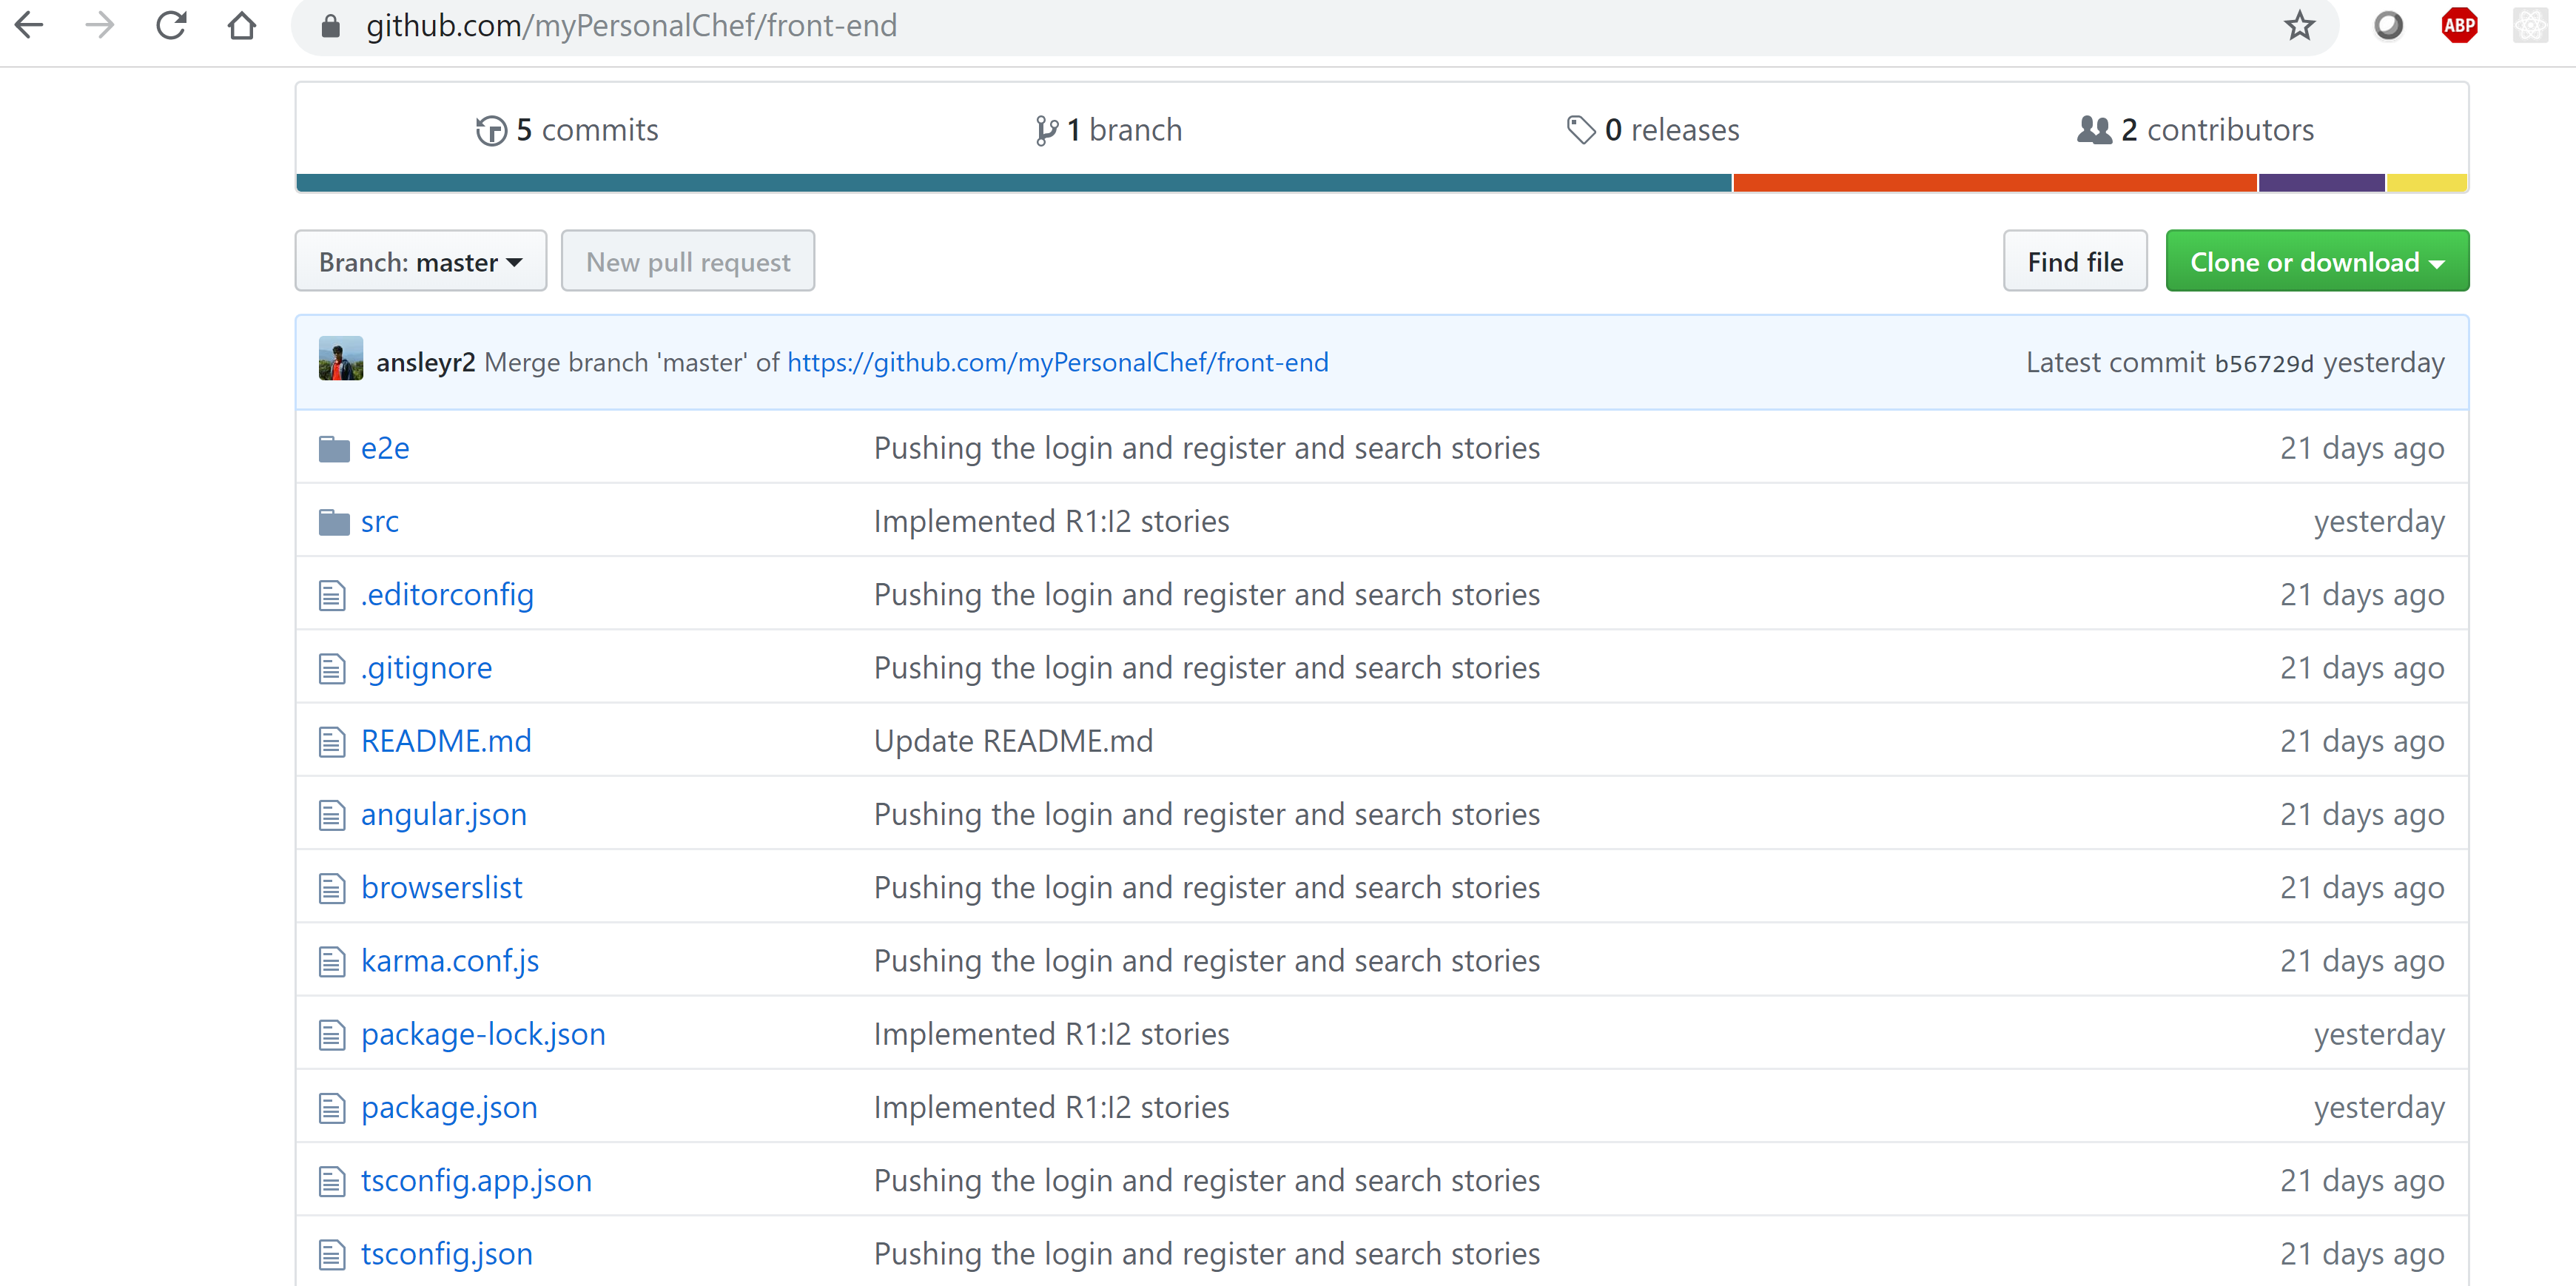 github.com/myPersonalChef/front-end ABP
5 commits 1 branch 0 releases 2 contributors
Branch: master New pull request Find file Clone or download
ansleyr2 Merge branch 'master' of https://github.com/myPersonalChef/front-end Latest commit b56729d yesterday
e2e Pushing the login and register and search stories 21 days ago
src Implemented R1:I2 stories yesterday
.editorconfig Pushing the login and register and search stories 21 days ago
.gitignore Pushing the login and register and search stories 21 days ago
README.md Update README.md 21 days ago
angular.json Pushing the login and register and search stories 21 days ago
browserslist Pushing the login and register and search stories 21 days ago
karma.conf.js Pushing the login and register and search stories 21 days ago
package-lock.json Implemented R1:I2 stories yesterday
package.json Implemented R1:I2 stories yesterday
tsconfig.app.json Pushing the login and register and search stories 21 days ago
tsconfig.json Pushing the login and register and search stories 21 days ago